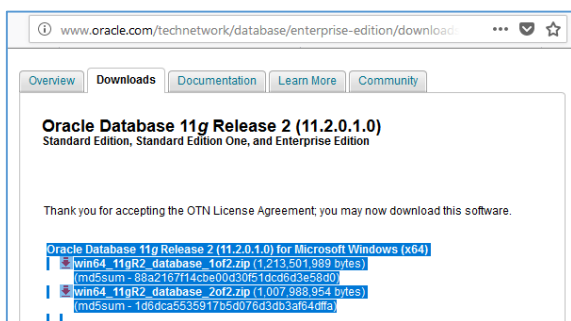 www.oracle.com/technetwork/database/enterprise-edition/download
Overview Downloads Documentation Learn More Community
Oracle Database 11g Release 2 (11.2.0.1.0)
Standard Edition, Standard Edition One, and Enterprise Edition
Thank you for accepting the OTN License Agreement; you may now download this software.
Oracle Database 11g Release 2 (11.2.0.1.0) for Microsoft Windows (x64)
win64_11gR2_database_1of2.zip (1,213,501,989 bytes)
(md5sum - 88a2167f14cbe00d30f51dcd6d3e58d0)
win64_11gR2_database_2of2.zip (1,007,988,954 bytes)
(md5sum - 1d6dca5535917b5d076d3db3af64dffa)